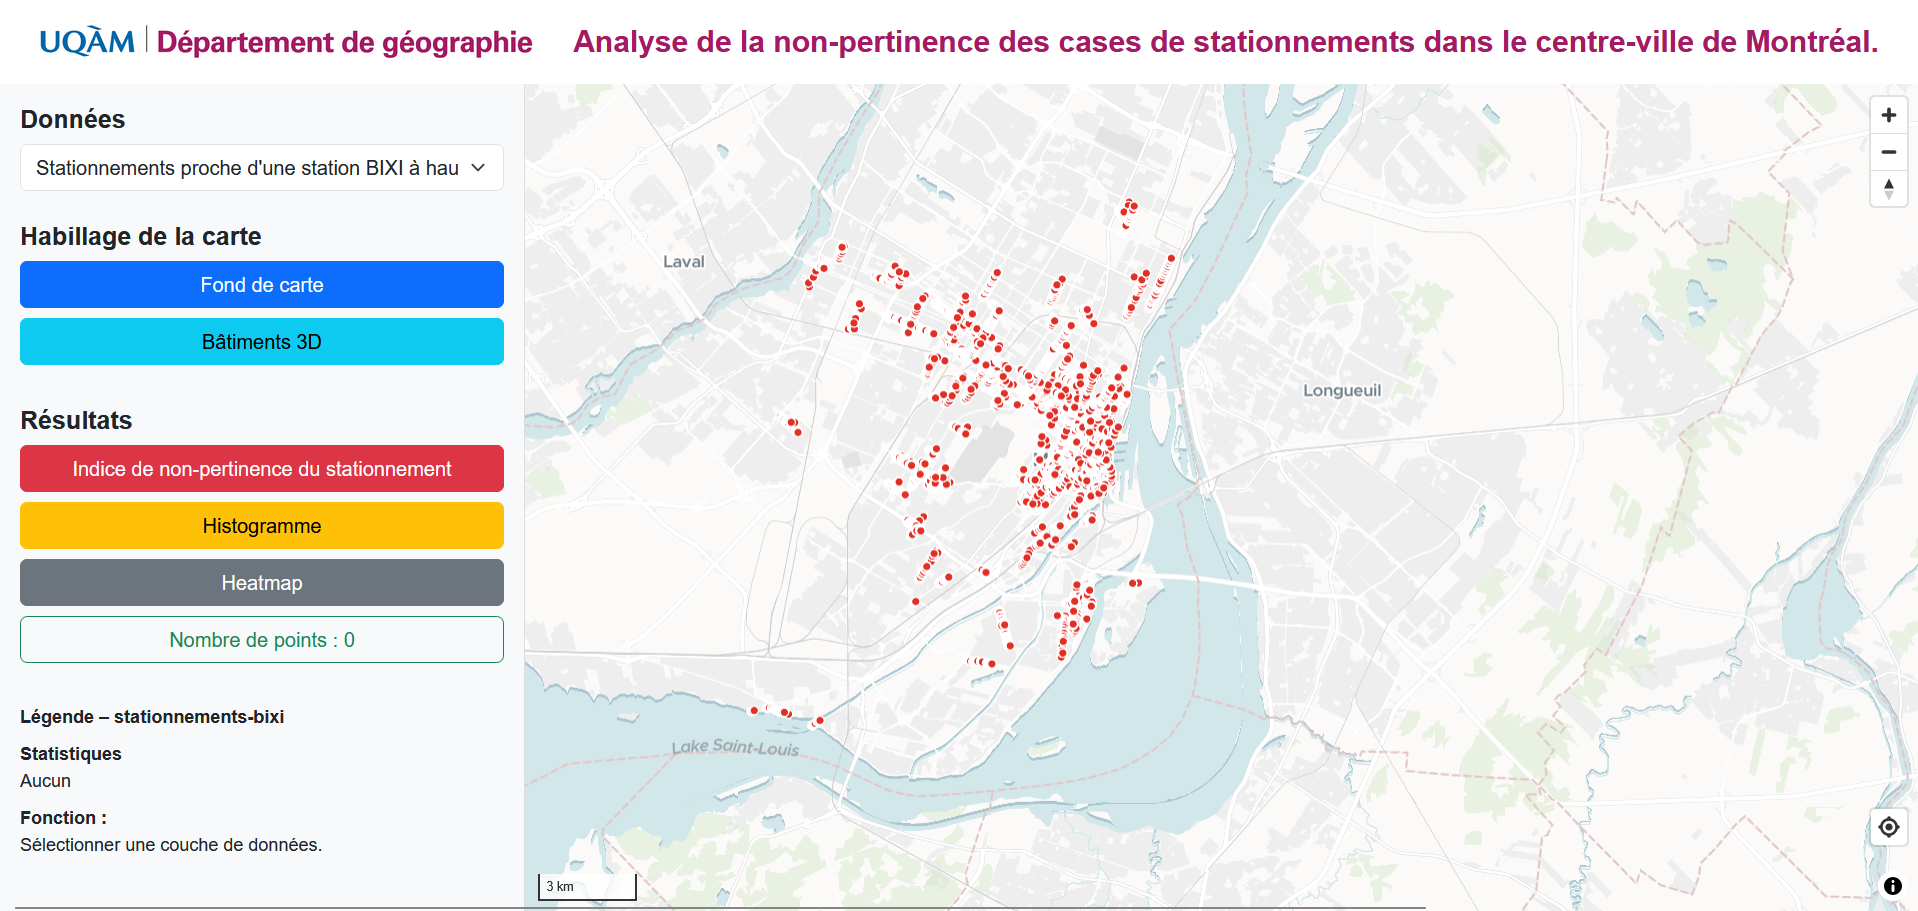 UQÀM | Département de géographie
Analyse de la non-pertinence des cases de stationnements dans le centre-ville de Montréal.
Données
Stationnements proche d'une station BIXI à hau
Habillage de la carte
Fond de carte
Bâtiments 3D
Résultats
Indice de non-pertinence du stationnement
Histogramme
Heatmap
Nombre de points : 0
Légende – stationnements-bixi
Statistiques
Aucun
Fonction :
Sélectionner une couche de données.
Laval
Longueuil
Lake Saint-Louis
3 km